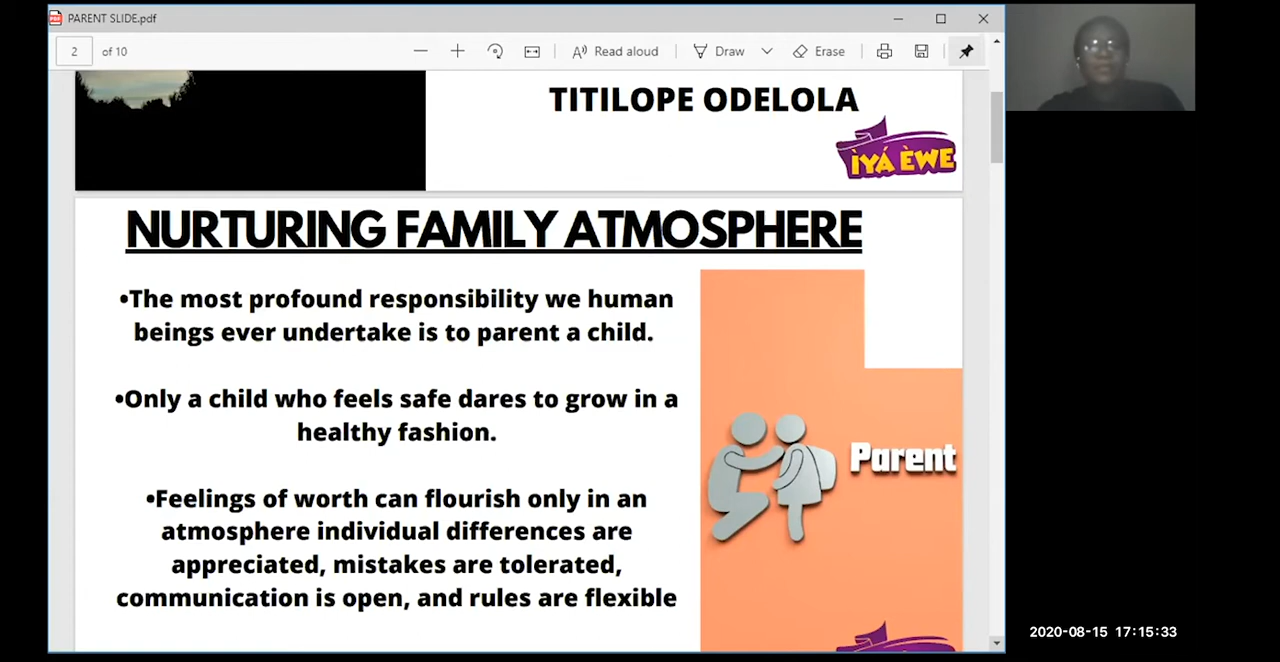 PARENT SLIDE.pdf
2
of 10
Read aloud
Draw
Erase
TITILOPE ODELOLA
ÌYÁ ÈWE
NURTURING FAMILY ATMOSPHERE
•The most profound responsibility we human
beings ever undertake is to parent a child.
•Only a child who feels safe dares to grow in a
healthy fashion.
•Feelings of worth can flourish only in an
atmosphere individual differences are
appreciated, mistakes are tolerated,
communication is open, and rules are flexible
Parent
2020-08-15 17:15:33